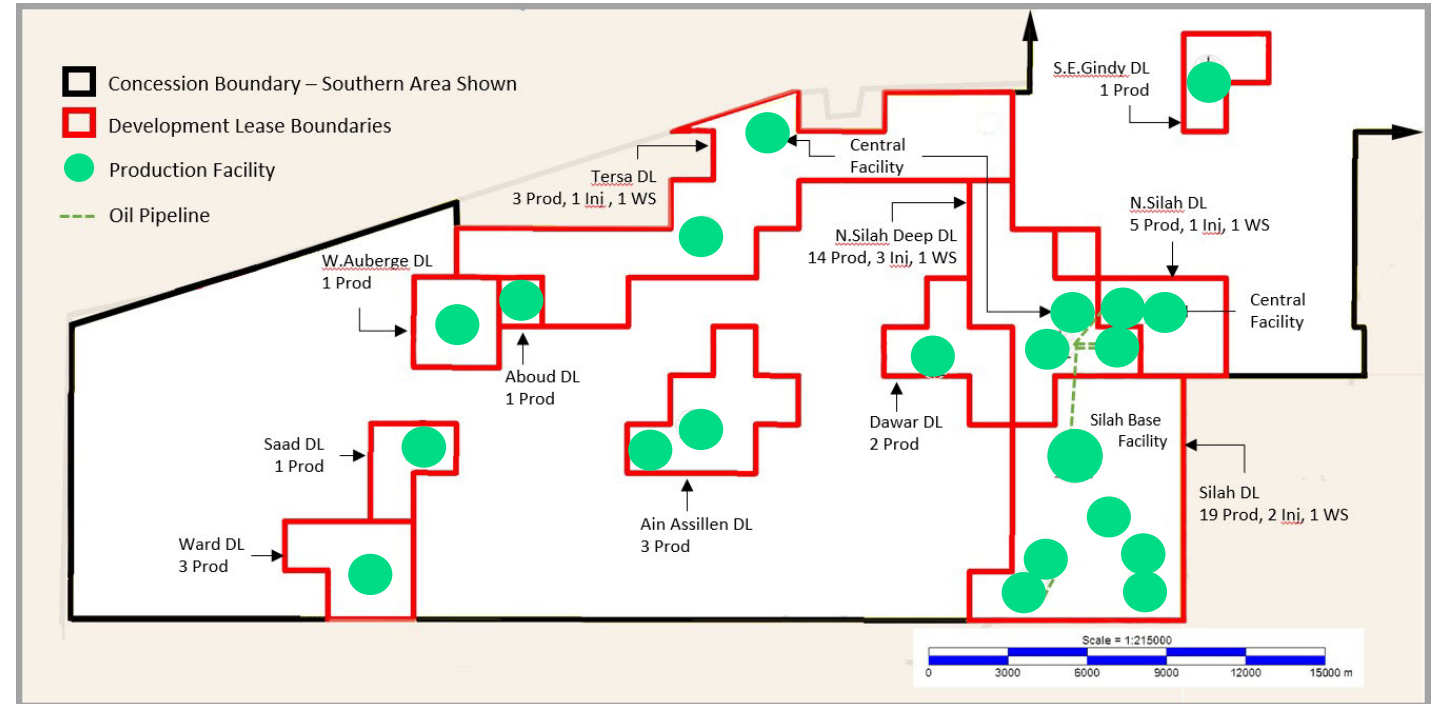 Concession Boundary – Southern Area Shown
Development Lease Boundaries
Production Facility
Oil Pipeline
S.E.Gindy DL
1 Prod
Central
Facility
Tersa DL
3 Prod, 1 Inj , 1 WS
N.Silah DL
5 Prod, 1 Inj, 1 WS
N.Silah Deep DL
14 Prod, 3 Inj, 1 WS
W.Auberge DL
1 Prod
Central
Facility
Aboud DL
1 Prod
Dawar DL
2 Prod
Silah Base
Facility
Saad DL
1 Prod
Silah DL
19 Prod, 2 Inj, 1 WS
Ain Assillen DL
3 Prod
Ward DL
3 Prod
Scale = 1:215000
0 3000 6000 9000 12000 15000 m